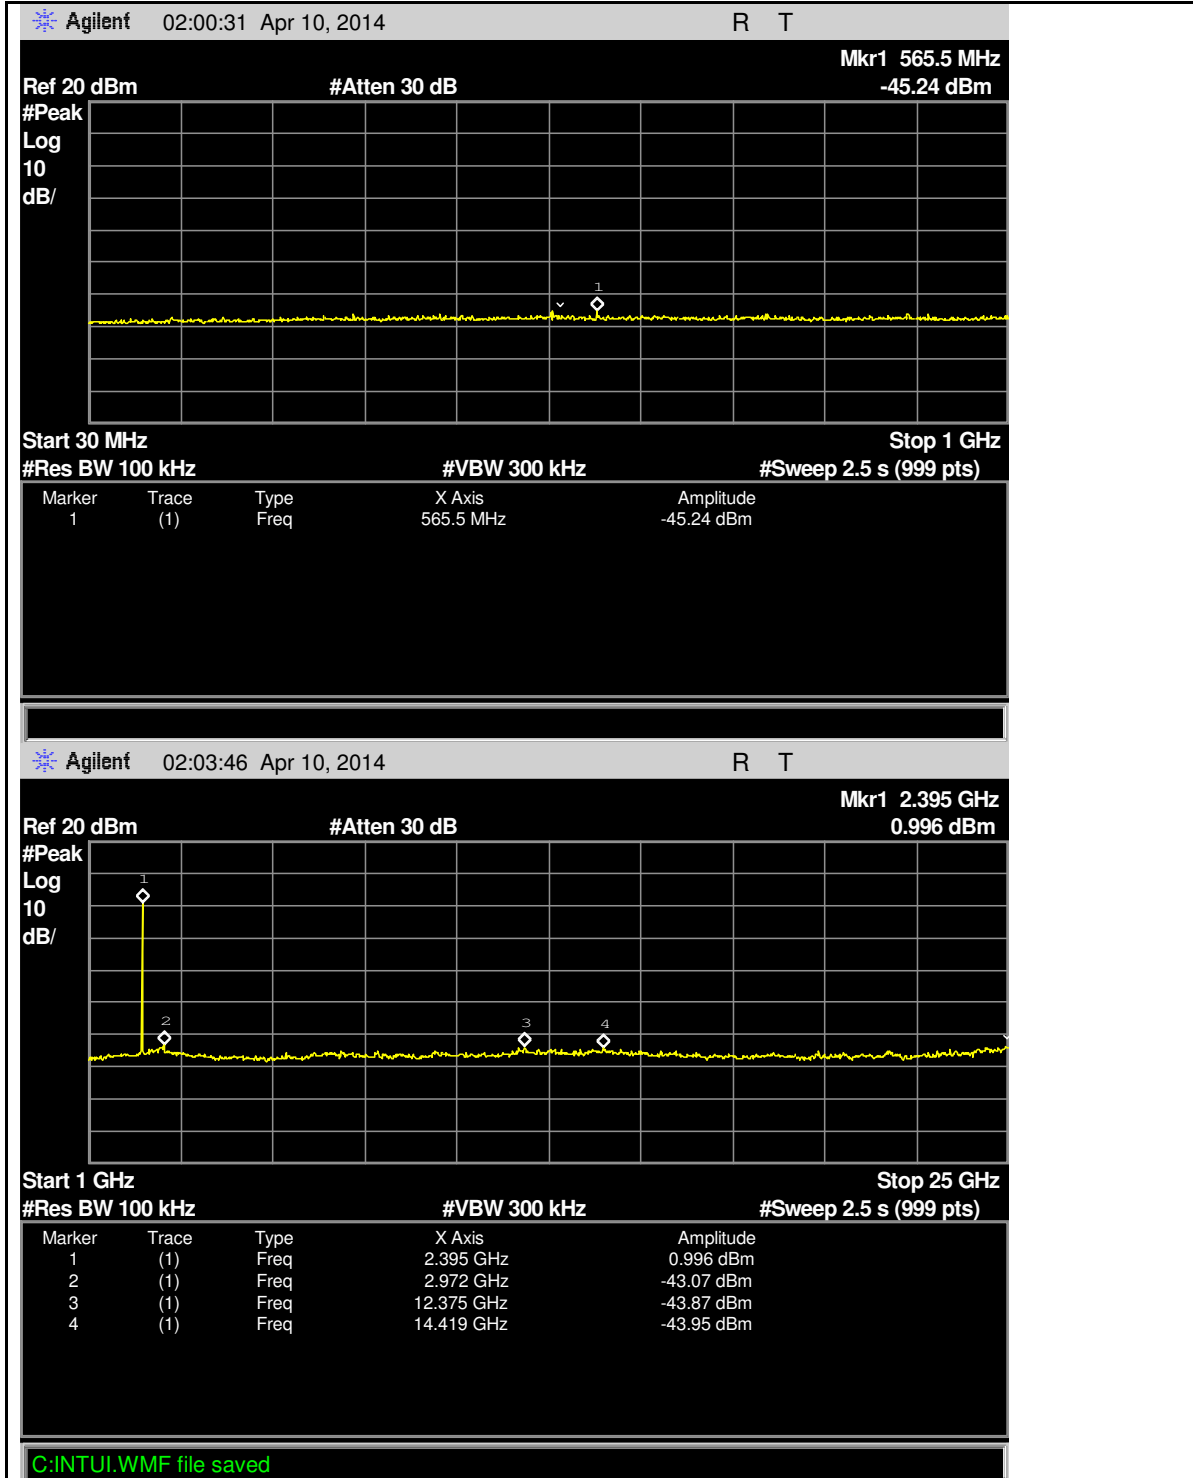 Agilent 02:00:31 Apr 10, 2014 R T
Mkr1 565.5 MHz
Ref 20 dBm #Atten 30 dB -45.24 dBm
#Peak
Log
10
dB/
1
Start 30 MHz Stop 1 GHz
#Res BW 100 kHz #VBW 300 kHz #Sweep 2.5 s (999 pts)
Marker Trace Type X Axis Amplitude
1 (1) Freq 565.5 MHz -45.24 dBm
Agilent 02:03:46 Apr 10, 2014 R T
Mkr1 2.395 GHz
Ref 20 dBm #Atten 30 dB 0.996 dBm
#Peak
Log
10
dB/
1
2 3 4
Start 1 GHz Stop 25 GHz
#Res BW 100 kHz #VBW 300 kHz #Sweep 2.5 s (999 pts)
Marker Trace Type X Axis Amplitude
1 (1) Freq 2.395 GHz 0.996 dBm
2 (1) Freq 2.972 GHz -43.07 dBm
3 (1) Freq 12.375 GHz -43.87 dBm
4 (1) Freq 14.419 GHz -43.95 dBm
C:INTUI.WMF file saved